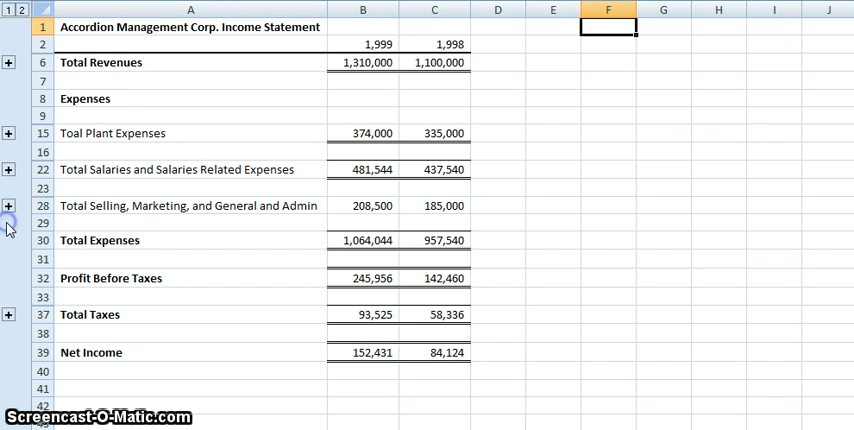 1 2 A B C D E F G H I J
1 Accordion Management Corp. Income Statement
2 1,999 1,998
+ 6 Total Revenues 1,310,000 1,100,000
7
8 Expenses
9
+ 15 Toal Plant Expenses 374,000 335,000
16
+ 22 Total Salaries and Salaries Related Expenses 481,544 437,540
23
+ 28 Total Selling, Marketing, and General and Admin 208,500 185,000
29
30 Total Expenses 1,064,044 957,540
31
32 Profit Before Taxes 245,956 142,460
33
+ 37 Total Taxes 93,525 58,336
38
39 Net Income 152,431 84,124
40
41
42
Screencast-O-Matic.com